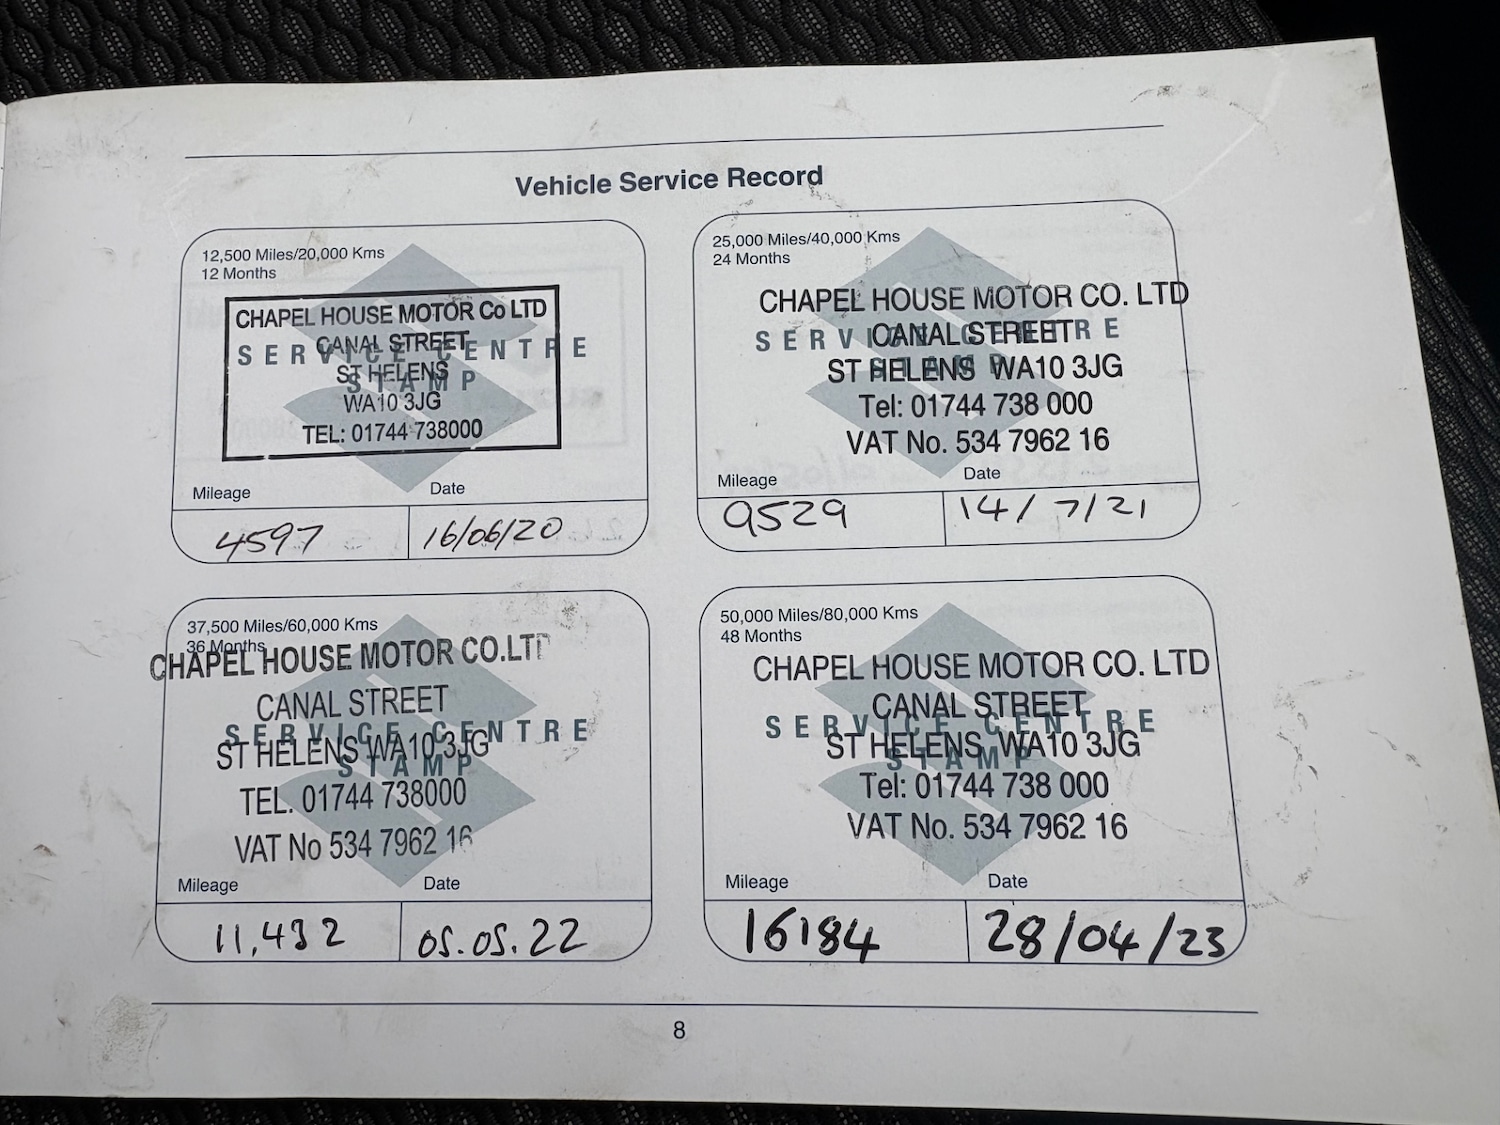 Vehicle Service Record
12,500 Miles/20,000 Kms
12 Months
CHAPEL HOUSE MOTOR Co LTD
CANAL STREET
SERVICE CENTRE
ST HELENS
STAMP
WA10 3JG
TEL: 01744 738000
Mileage
Date
4597
16/06/20
25,000 Miles/40,000 Kms
24 Months
CHAPEL HOUSE MOTOR CO. LTD
SERVICE CENTRE
CANAL STREET
STAMP
ST HELENS WA10 3JG
Tel: 01744 738 000
VAT No. 534 7962 16
Mileage
Date
9529
14/7/21
37,500 Miles/60,000 Kms
36 Months
CHAPEL HOUSE MOTOR CO.LTD
CANAL STREET
SERVICE CENTRE
ST HELENS WA10 3JG
STAMP
TEL. 01744 738000
VAT No 534 7962 16
Mileage
Date
11,432
05.05.22
50,000 Miles/80,000 Kms
48 Months
CHAPEL HOUSE MOTOR CO. LTD
CANAL STREET
SERVICE CENTRE
ST HELENS WA10 3JG
STAMP
Tel: 01744 738 000
VAT No. 534 7962 16
Mileage
Date
16184
28/04/23
8